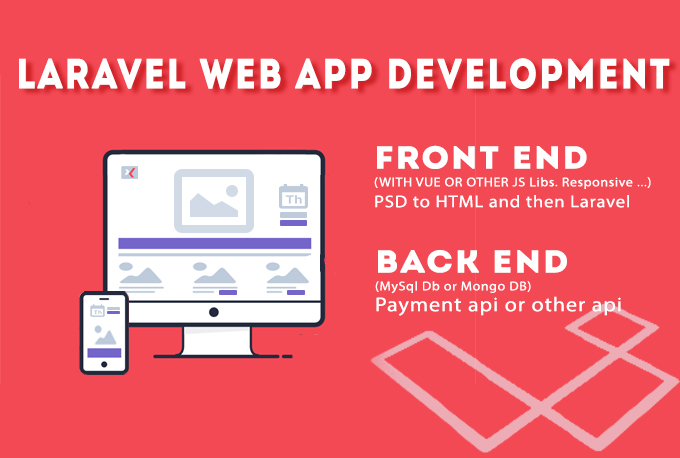 LARAVEL WEB APP DEVELOPMENT
FRONT END
(WITH VUE OR OTHER JS Libs. Responsive ...)
PSD to HTML and then Laravel
Th
BACK END
(MySql Db or Mongo DB)
Payment api or other api
Th